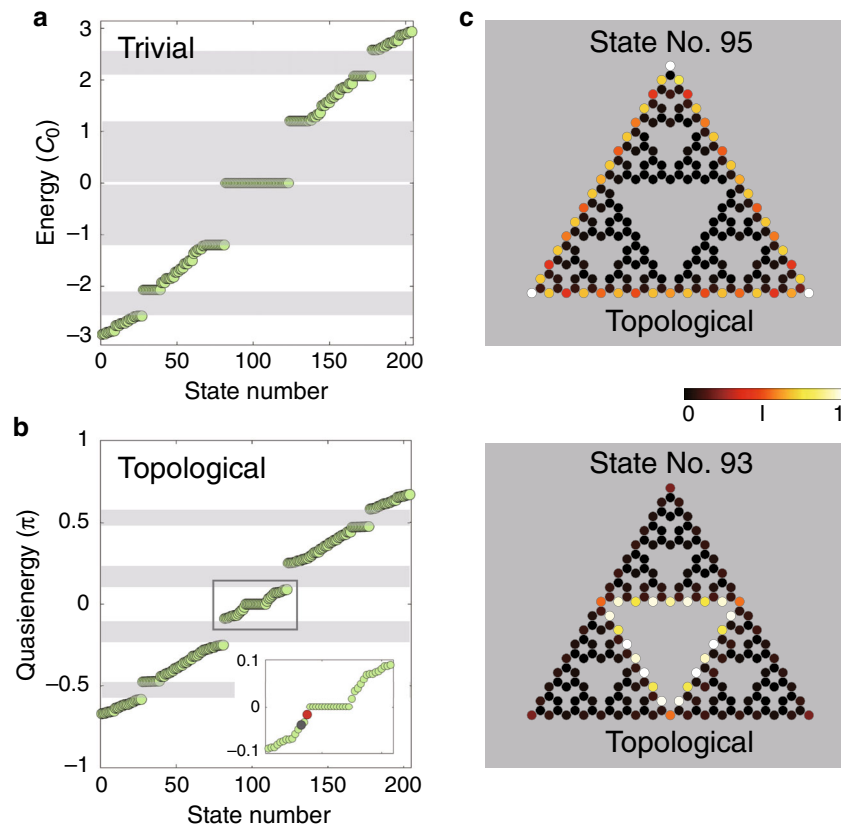 a
Trivial
3
2
1
0
−1
−2
−3
Energy (C0)
0
50
100
150
200
State number
b
Topological
1
0.5
0
−0.5
−1
Quasienergy (π)
0.1
0
−0.1
0
50
100
150
200
State number
c
State No. 95
Topological
0
I
1
State No. 93
Topological